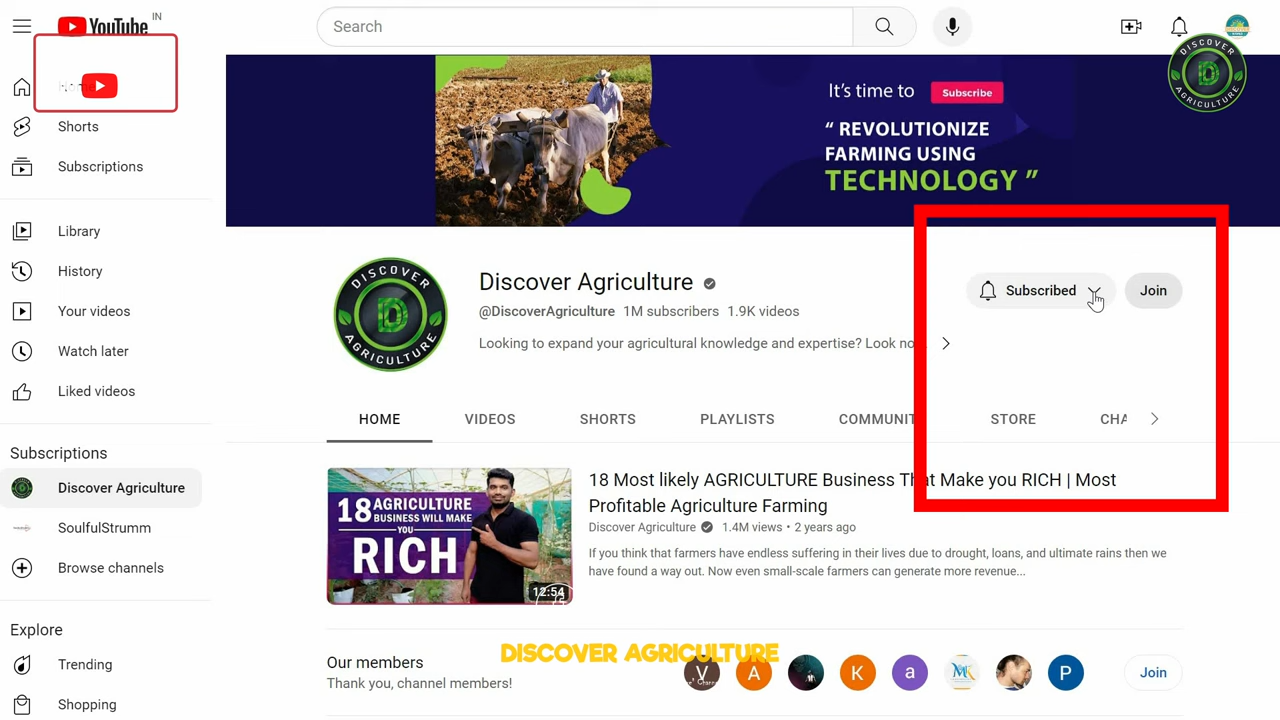 YouTube IN
Search
Home
Shorts
Subscriptions
Library
History
Your videos
Watch later
Liked videos
Subscriptions
Discover Agriculture
SoulfulStrumm
Browse channels
Explore
Trending
Shopping
It's time to Subscribe
“ REVOLUTIONIZE
FARMING USING
TECHNOLOGY ”
DISCOVER
D
AGRICULTURE
DISCOVER
D
AGRICULTURE
Discover Agriculture
@DiscoverAgriculture 1M subscribers 1.9K videos
Looking to expand your agricultural knowledge and expertise? Look no
Subscribed
Join
HOME VIDEOS SHORTS PLAYLISTS COMMUNIT STORE CHA
18 AGRICULTURE
BUSINESS WILL MAKE
YOU
RICH
12:54
18 Most likely AGRICULTURE Business That Make you RICH | Most
Profitable Agriculture Farming
Discover Agriculture 1.4M views • 2 years ago
If you think that farmers have endless suffering in their lives due to drought, loans, and ultimate rains then we
have found a way out. Now even small-scale farmers can generate more revenue...
Our members
Thank you, channel members!
DISCOVER AGRICULTURE
V A K a P
Join